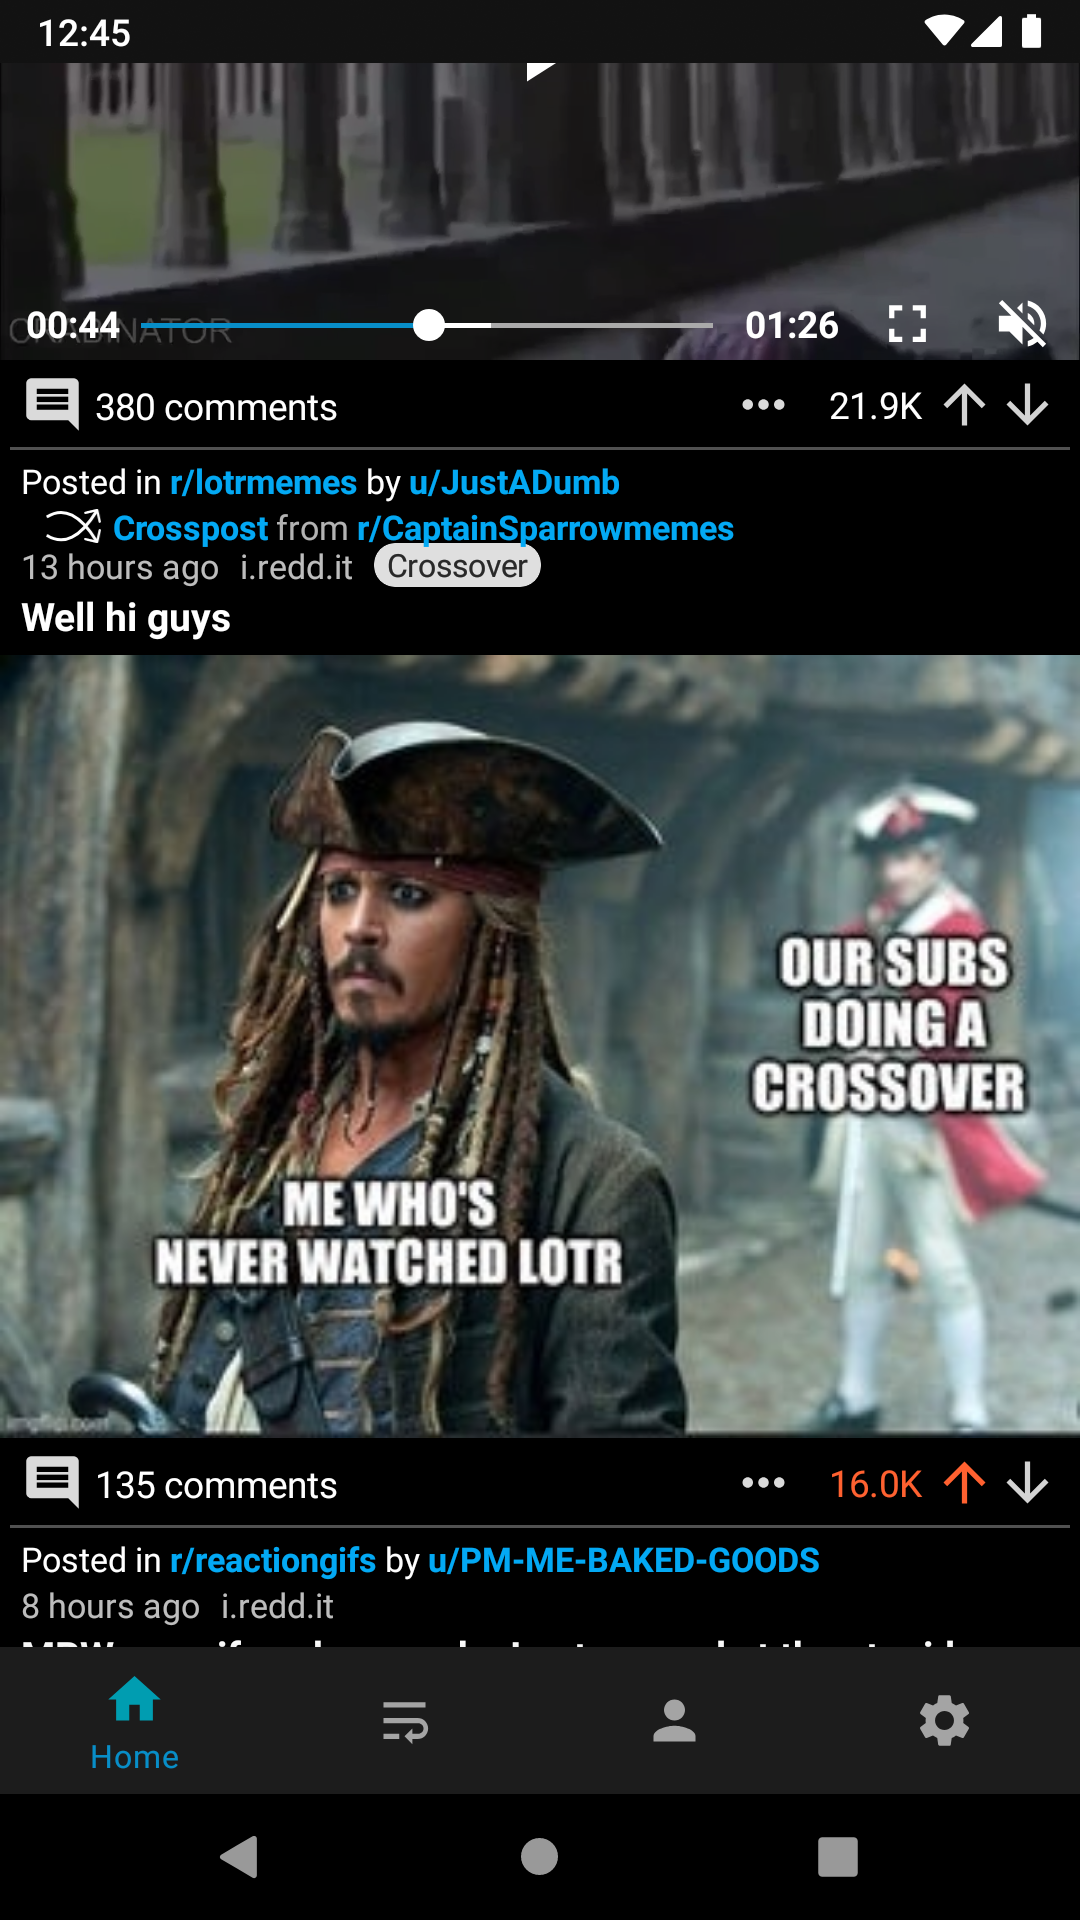 12:45
CRABINATOR
00:44
01:26
380 comments
21.9K
Posted in r/lotrmemes by u/JustADumb
Crosspost from r/CaptainSparrowmemes
13 hours ago i.redd.it Crossover
Well hi guys
OUR SUBS
DOING A
CROSSOVER
ME WHO'S
NEVER WATCHED LOTR
imgflip.com
135 comments
16.0K
Posted in r/reactiongifs by u/PM-ME-BAKED-GOODS
8 hours ago i.redd.it
Home